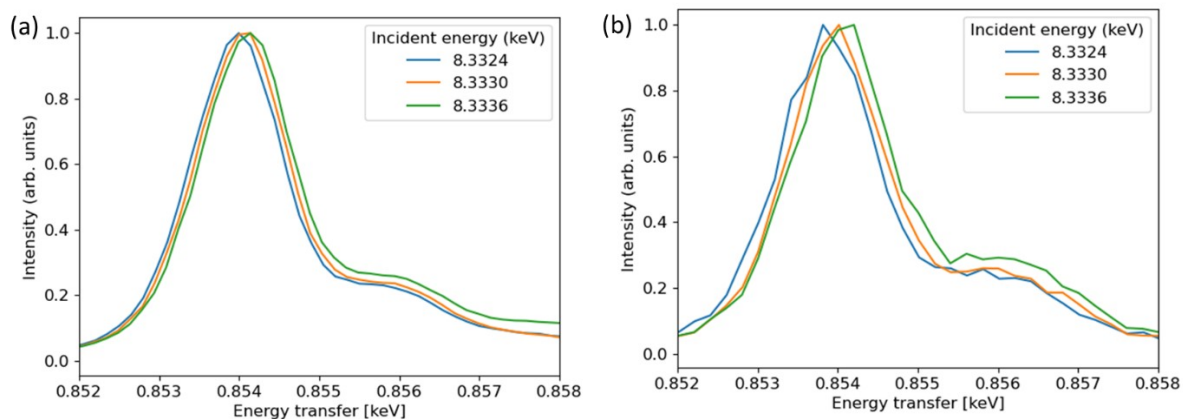 (a)
Incident energy (keV)
8.3324
8.3330
8.3336
Intensity (arb. units)
1.0
0.8
0.6
0.4
0.2
0.0
0.852 0.853 0.854 0.855 0.856 0.857 0.858
Energy transfer [keV]
(b)
Incident energy (keV)
8.3324
8.3330
8.3336
Intensity (arb. units)
1.0
0.8
0.6
0.4
0.2
0.0
0.852 0.853 0.854 0.855 0.856 0.857 0.858
Energy transfer [keV]